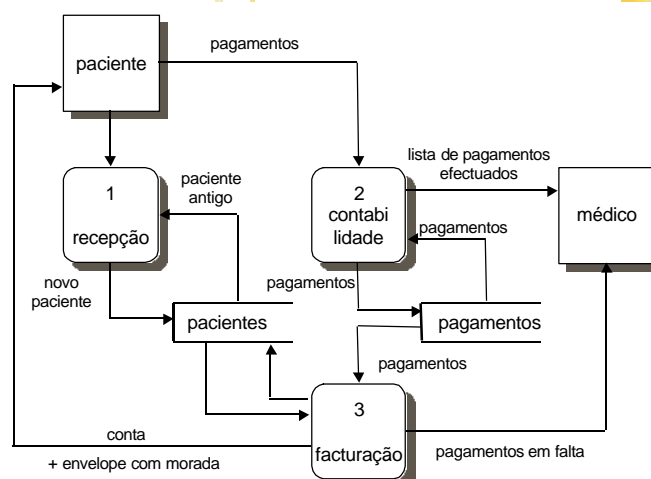 pagamentos
paciente
lista de pagamentos
efectuados
paciente
antigo
1
recepção
2
contabi
lidade
médico
pagamentos
novo
paciente
pagamentos
pacientes
pagamentos
pagamentos
3
facturação
conta
+ envelope com morada
pagamentos em falta